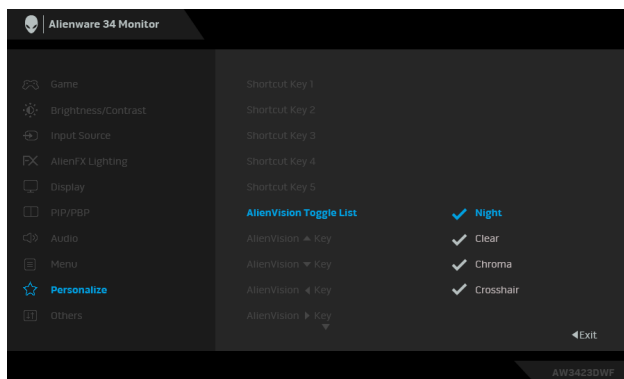 Alienware 34 Monitor
Game
Shortcut Key 1
Brightness/Contrast
Shortcut Key 2
Input Source
Shortcut Key 3
FX AlienFX Lighting
Shortcut Key 4
Display
Shortcut Key 5
PIP/PBP
AlienVision Toggle List
Night
Audio
AlienVision ▲ Key
Clear
Menu
AlienVision ▼ Key
Chroma
Personalize
AlienVision ◀ Key
Crosshair
Others
AlienVision ▶ Key
◀Exit
AW3423DWF